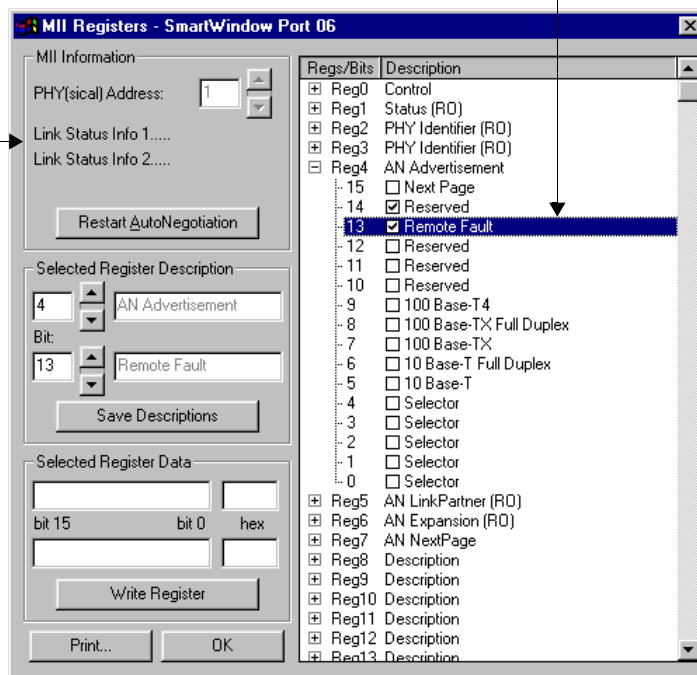 MII Registers - SmartWindow Port 06
MII Information
PHY(sical) Address: 1
Link Status Info 1.....
Link Status Info 2.....
Restart AutoNegotiation
Selected Register Description
4 AN Advertisement
Bit:
13 Remote Fault
Save Descriptions
Selected Register Data
bit 15 bit 0 hex
Write Register
Print... OK
Regs/Bits Description
Reg0 Control
Reg1 Status (RO)
Reg2 PHY Identifier (RO)
Reg3 PHY Identifier (RO)
Reg4 AN Advertisement
15 Next Page
14 Reserved
13 Remote Fault
12 Reserved
11 Reserved
10 Reserved
9 100 Base-T4
8 100 Base-TX Full Duplex
7 100 Base-TX
6 10 Base-T Full Duplex
5 10 Base-T
4 Selector
3 Selector
2 Selector
1 Selector
0 Selector
Reg5 AN LinkPartner (RO)
Reg6 AN Expansion (RO)
Reg7 AN NextPage
Reg8 Description
Reg9 Description
Reg10 Description
Reg11 Description
Reg12 Description
Reg13 Description